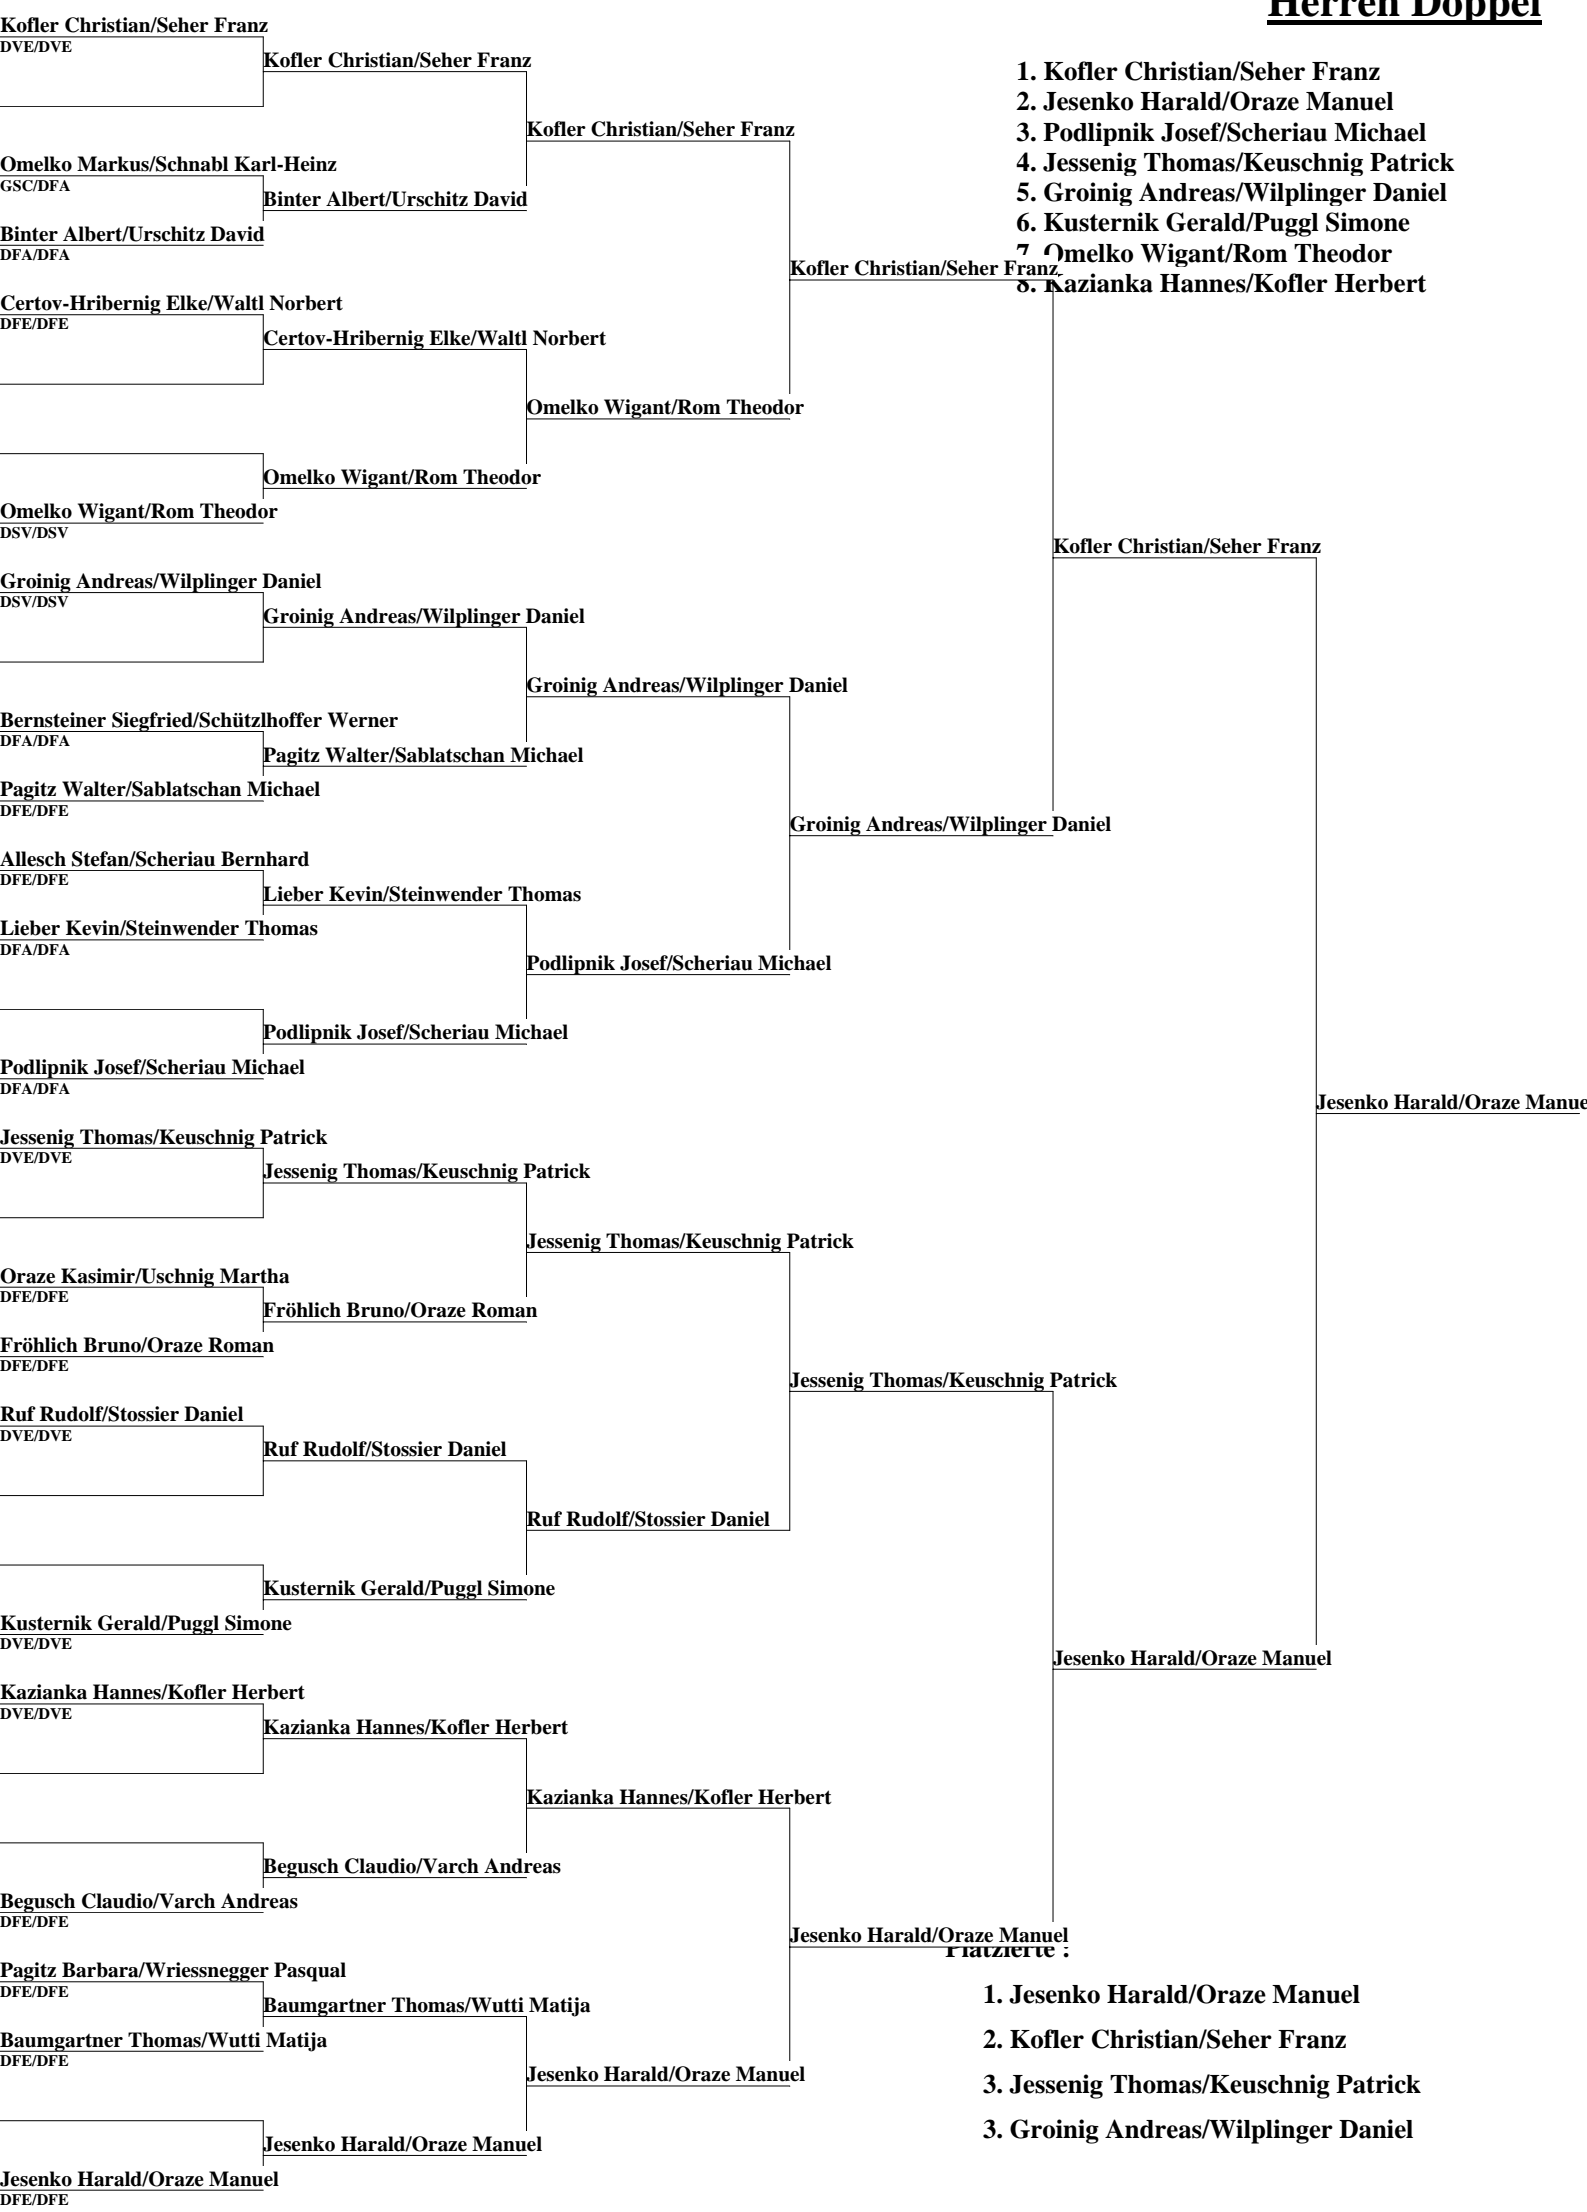 Herren Doppel
1. Kofler Christian/Seher Franz
2. Jesenko Harald/Oraze Manuel
3. Podlipnik Josef/Scheriau Michael
4. Jessenig Thomas/Keuschnig Patrick
5. Groinig Andreas/Wilplinger Daniel
6. Kusternik Gerald/Puggl Simone
7. Omelko Wigant/Rom Theodor
8. Kazianka Hannes/Kofler Herbert
Kofler Christian/Seher Franz
DVE/DVE
Kofler Christian/Seher Franz
Kofler Christian/Seher Franz
Omelko Markus/Schnabl Karl-Heinz
GSC/DFA
Binter Albert/Urschitz David
Binter Albert/Urschitz David
DFA/DFA
Kofler Christian/Seher Franz
Certov-Hribernig Elke/Waltl Norbert
DFE/DFE
Certov-Hribernig Elke/Waltl Norbert
Omelko Wigant/Rom Theodor
Omelko Wigant/Rom Theodor
Omelko Wigant/Rom Theodor
DSV/DSV
Kofler Christian/Seher Franz
Groinig Andreas/Wilplinger Daniel
DSV/DSV
Groinig Andreas/Wilplinger Daniel
Groinig Andreas/Wilplinger Daniel
Bernsteiner Siegfried/Schützlhoffer Werner
DFA/DFA
Pagitz Walter/Sablatschan Michael
Pagitz Walter/Sablatschan Michael
DFE/DFE
Groinig Andreas/Wilplinger Daniel
Allesch Stefan/Scheriau Bernhard
DFE/DFE
Lieber Kevin/Steinwender Thomas
Lieber Kevin/Steinwender Thomas
DFA/DFA
Podlipnik Josef/Scheriau Michael
Podlipnik Josef/Scheriau Michael
Podlipnik Josef/Scheriau Michael
DFA/DFA
Jesenko Harald/Oraze Manue
Jessenig Thomas/Keuschnig Patrick
DVE/DVE
Jessenig Thomas/Keuschnig Patrick
Jessenig Thomas/Keuschnig Patrick
Oraze Kasimir/Uschnig Martha
DFE/DFE
Fröhlich Bruno/Oraze Roman
Fröhlich Bruno/Oraze Roman
DFE/DFE
Jessenig Thomas/Keuschnig Patrick
Ruf Rudolf/Stossier Daniel
DVE/DVE
Ruf Rudolf/Stossier Daniel
Ruf Rudolf/Stossier Daniel
Kusternik Gerald/Puggl Simone
Kusternik Gerald/Puggl Simone
DVE/DVE
Jesenko Harald/Oraze Manuel
Kazianka Hannes/Kofler Herbert
DVE/DVE
Kazianka Hannes/Kofler Herbert
Kazianka Hannes/Kofler Herbert
Begusch Claudio/Varch Andreas
Begusch Claudio/Varch Andreas
DFE/DFE
Jesenko Harald/Oraze Manuel
Pagitz Barbara/Wriessnegger Pasqual
DFE/DFE
Baumgartner Thomas/Wutti Matija
Baumgartner Thomas/Wutti Matija
DFE/DFE
Jesenko Harald/Oraze Manuel
Jesenko Harald/Oraze Manuel
Jesenko Harald/Oraze Manuel
DFE/DFE
Platzierte :
1. Jesenko Harald/Oraze Manuel
2. Kofler Christian/Seher Franz
3. Jessenig Thomas/Keuschnig Patrick
3. Groinig Andreas/Wilplinger Daniel